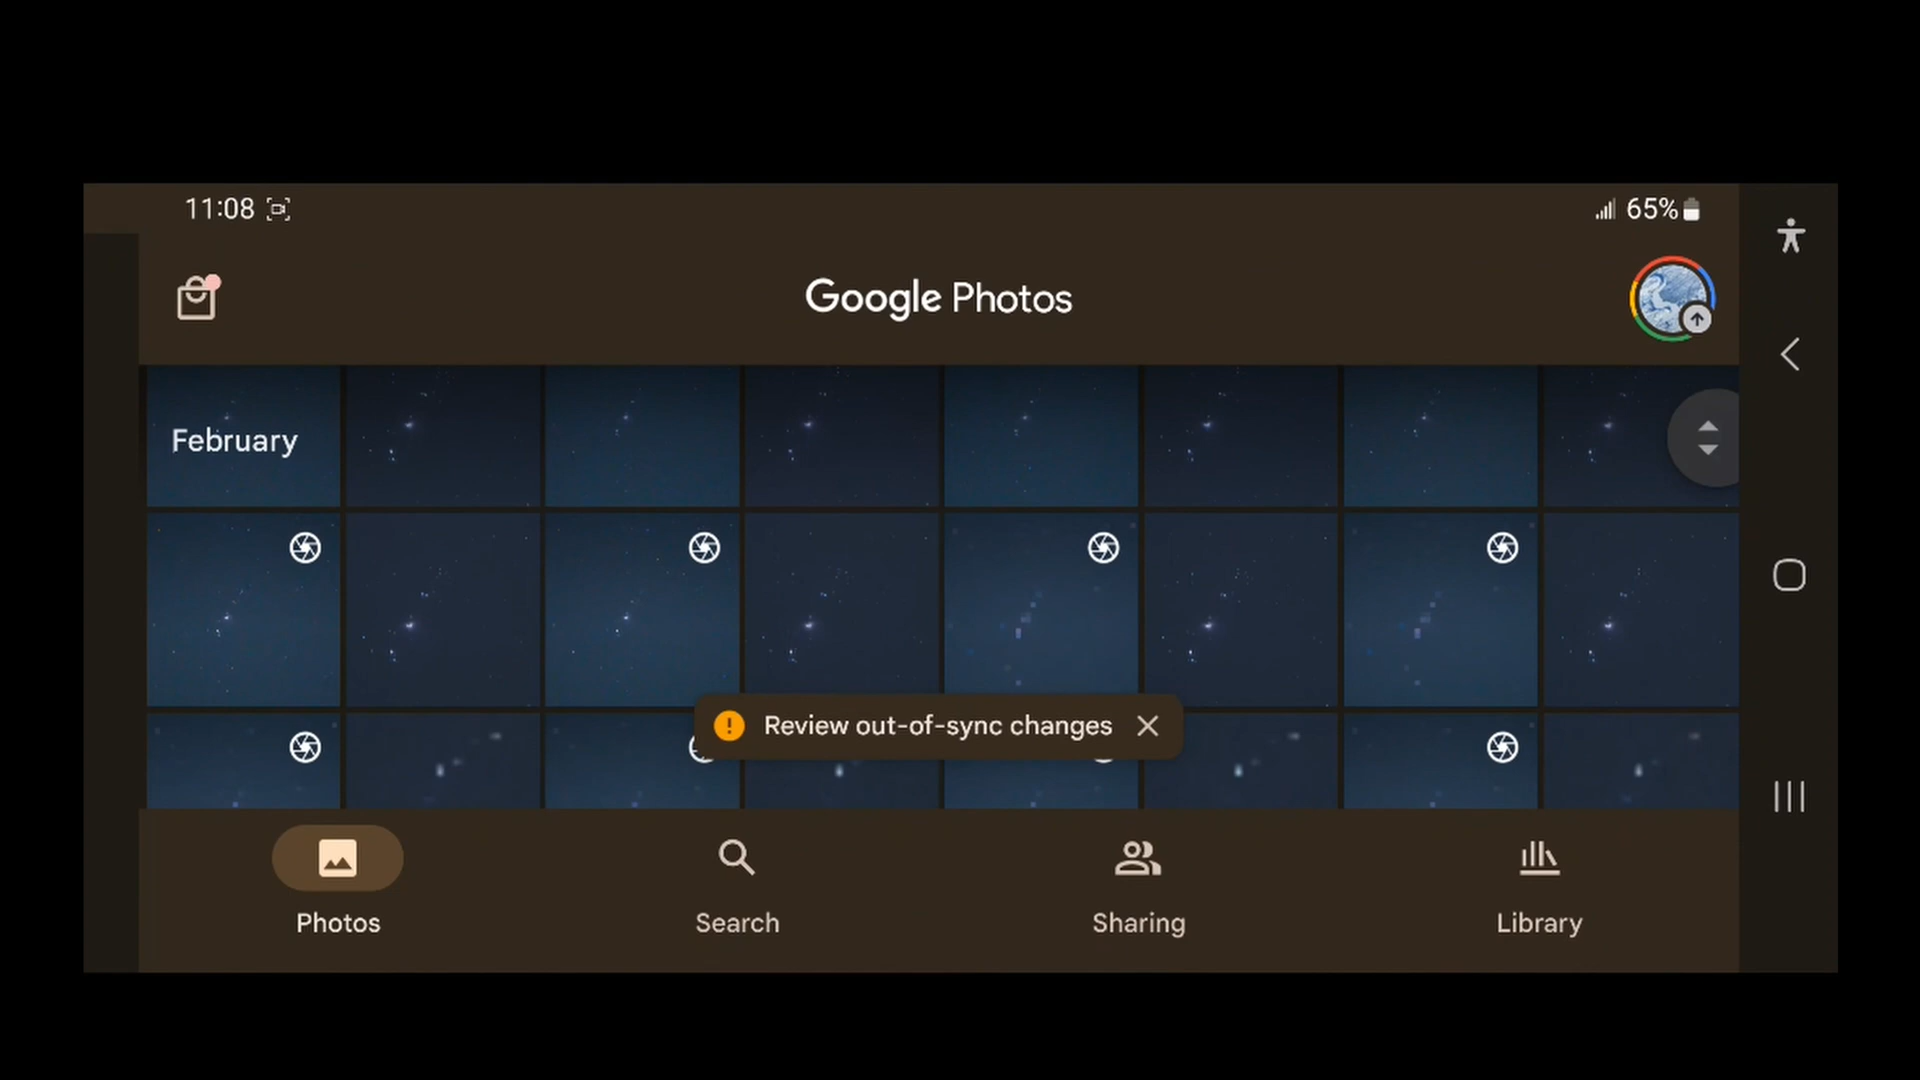 11:08
65%
Google Photos
February
Review out-of-sync changes
Photos
Search
Sharing
Library